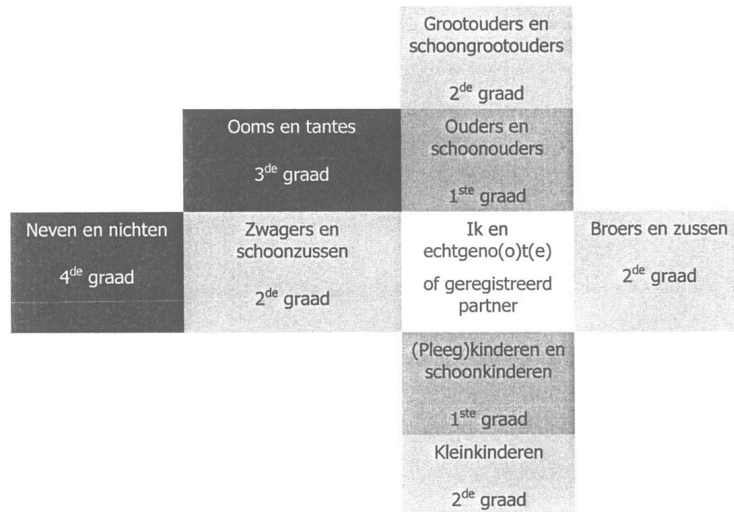 Grootouders en
schoongrootouders
2de graad
Ooms en tantes
3de graad
Ouders en
schoonouders
1ste graad
Neven en nichten
4de graad
Zwagers en
schoonzussen
2de graad
Ik en
echtgeno(o)t(e)
of geregistreerd
partner
Broers en zussen
2de graad
(Pleeg)kinderen en
schoonkinderen
1ste graad
Kleinkinderen
2de graad